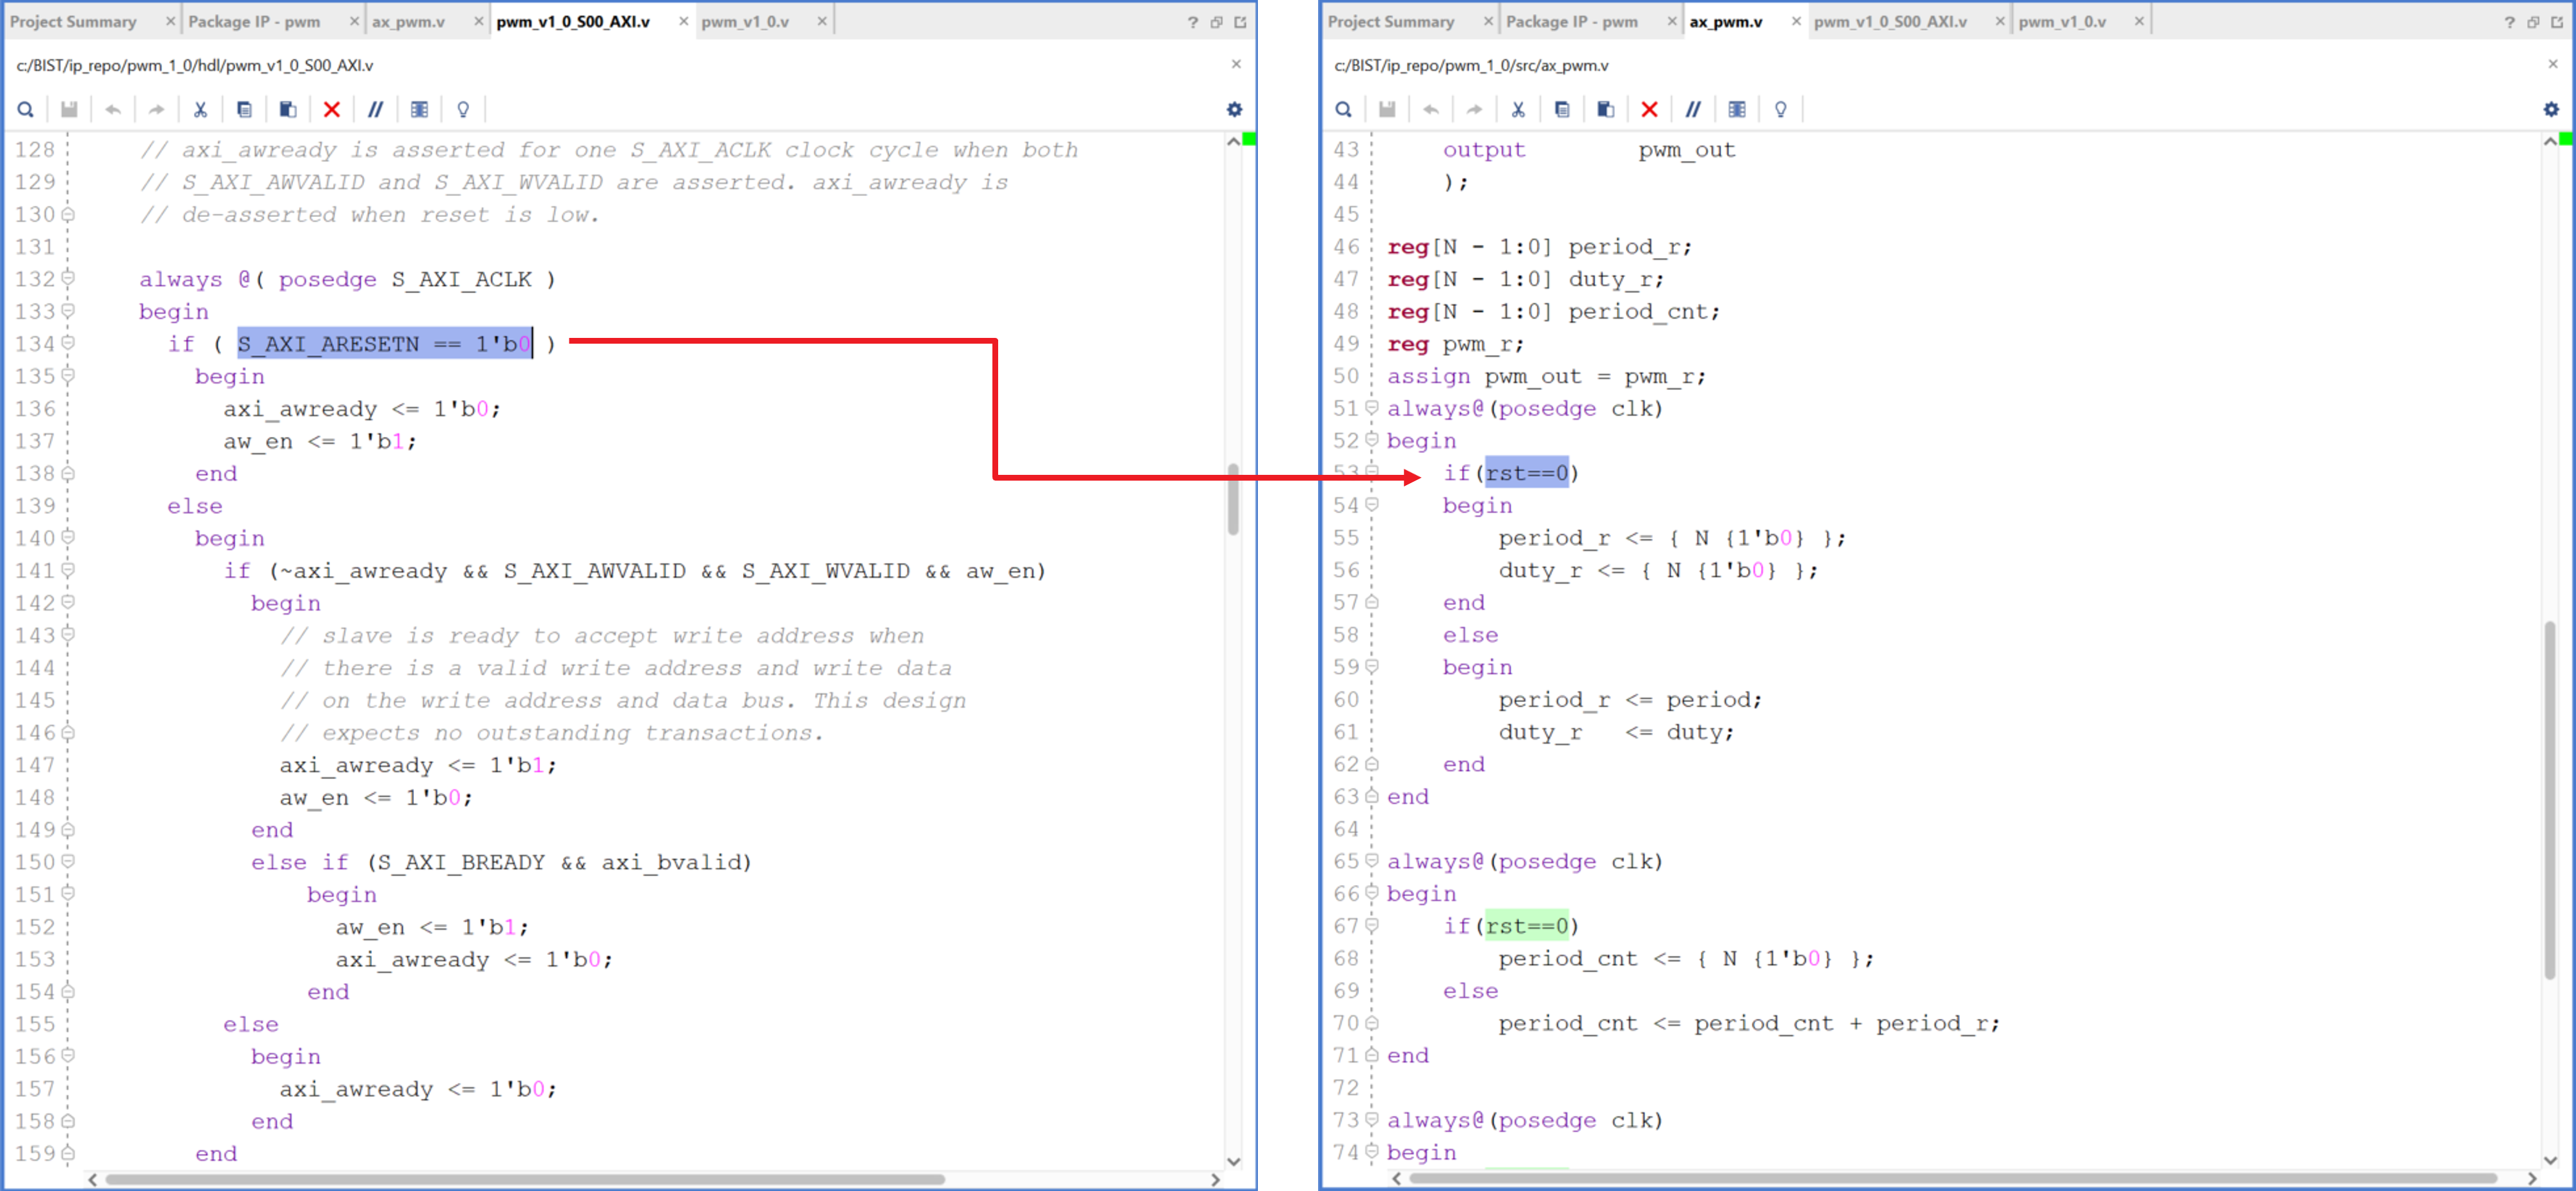 Project Summary × Package IP - pwm × ax_pwm.v × pwm_v1_0_S00_AXI.v × pwm_v1_0.v ×
c:/BIST/ip_repo/pwm_1_0/hdl/pwm_v1_0_S00_AXI.v
128 // axi_awready is asserted for one S_AXI_ACLK clock cycle when both
129 // S_AXI_AWVALID and S_AXI_WVALID are asserted. axi_awready is
130 // de-asserted when reset is low.
131
132 always @( posedge S_AXI_ACLK )
133 begin
134 if ( S_AXI_ARESETN == 1'b0 )
135 begin
136 axi_awready <= 1'b0;
137 aw_en <= 1'b1;
138 end
139 else
140 begin
141 if (~axi_awready && S_AXI_AWVALID && S_AXI_WVALID && aw_en)
142 begin
143 // slave is ready to accept write address when
144 // there is a valid write address and write data
145 // on the write address and data bus. This design
146 // expects no outstanding transactions.
147 axi_awready <= 1'b1;
148 aw_en <= 1'b0;
149 end
150 else if (S_AXI_BREADY && axi_bvalid)
151 begin
152 aw_en <= 1'b1;
153 axi_awready <= 1'b0;
154 end
155 else
156 begin
157 axi_awready <= 1'b0;
158 end
159 end
Project Summary × Package IP - pwm × ax_pwm.v × pwm_v1_0_S00_AXI.v × pwm_v1_0.v ×
c:/BIST/ip_repo/pwm_1_0/src/ax_pwm.v
43 output pwm_out
44 );
45
46 reg[N - 1:0] period_r;
47 reg[N - 1:0] duty_r;
48 reg[N - 1:0] period_cnt;
49 reg pwm_r;
50 assign pwm_out = pwm_r;
51 always@(posedge clk)
52 begin
53 if(rst==0)
54 begin
55 period_r <= { N {1'b0} };
56 duty_r <= { N {1'b0} };
57 end
58 else
59 begin
60 period_r <= period;
61 duty_r <= duty;
62 end
63 end
64
65 always@(posedge clk)
66 begin
67 if(rst==0)
68 period_cnt <= { N {1'b0} };
69 else
70 period_cnt <= period_cnt + period_r;
71 end
72
73 always@(posedge clk)
74 begin